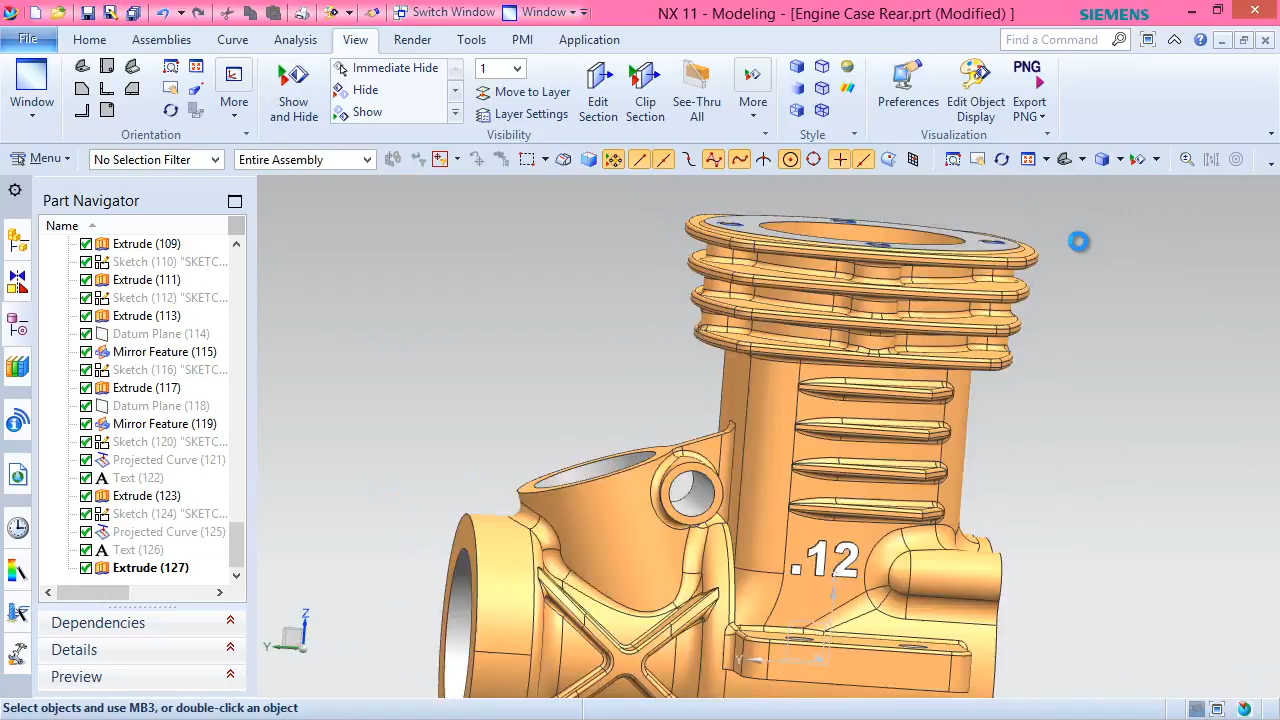 Switch Window
Window
NX 11 - Modeling - [Engine Case Rear.prt (Modified) ]
SIEMENS
File
Home
Assemblies
Curve
Analysis
View
Render
Tools
PMI
Application
Find a Command
Window
More
Orientation
Show and Hide
Immediate Hide
Hide
Show
1
Move to Layer
Layer Settings
Edit Section
Clip Section
See-Thru All
More
Visibility
Style
Preferences
Edit Object Display
PNG
Export PNG
Visualization
Menu
No Selection Filter
Entire Assembly
Part Navigator
Name
Extrude (109)
Sketch (110) "SKETC...
Extrude (111)
Sketch (112) "SKETC...
Extrude (113)
Datum Plane (114)
Mirror Feature (115)
Sketch (116) "SKETC...
Extrude (117)
Datum Plane (118)
Mirror Feature (119)
Sketch (120) "SKETC...
Projected Curve (121)
A Text (122)
Extrude (123)
Sketch (124) "SKETC...
Projected Curve (125)
A Text (126)
Extrude (127)
Dependencies
Details
Preview
.12
Z
Y
Y
Select objects and use MB3, or double-click an object